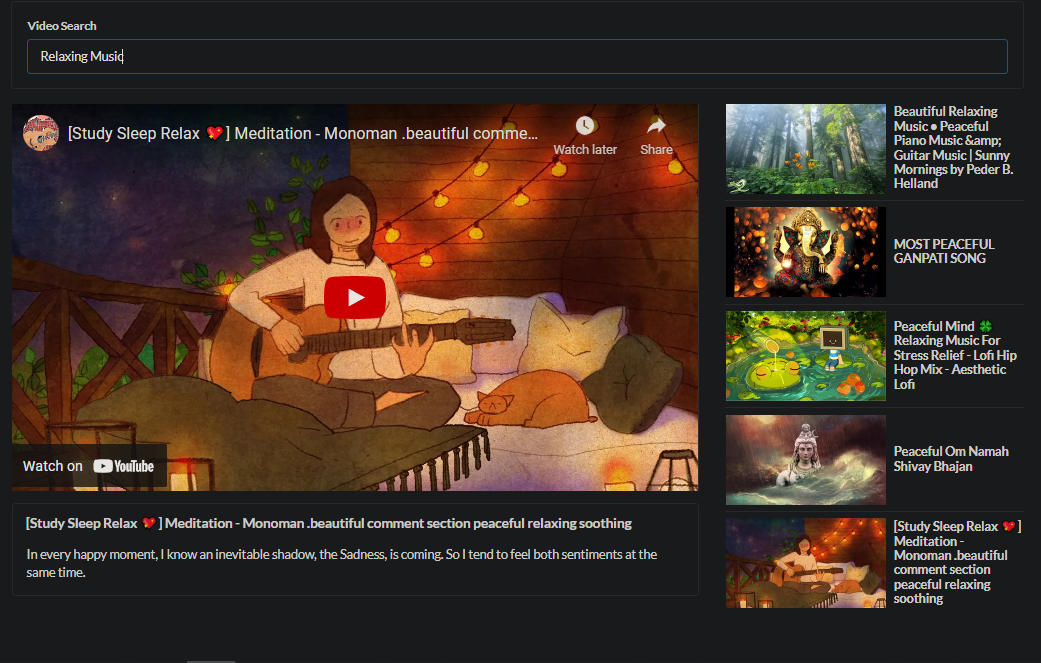 Video Search
Relaxing Music
[Study Sleep Relax 💖] Meditation - Monoman .beautiful comme...
Watch later
Share
Watch on YouTube
[Study Sleep Relax 💖] Meditation - Monoman .beautiful comment section peaceful relaxing soothing
In every happy moment, I know an inevitable shadow, the Sadness, is coming. So I tend to feel both sentiments at the
same time.
Beautiful Relaxing
Music • Peaceful
Piano Music &amp;
Guitar Music | Sunny
Mornings by Peder B.
Helland
MOST PEACEFUL
GANPATI SONG
Peaceful Mind 🍀
Relaxing Music For
Stress Relief - Lofi Hip
Hop Mix - Aesthetic
Lofi
Peaceful Om Namah
Shivay Bhajan
[Study Sleep Relax 💖]
Meditation -
Monoman .beautiful
comment section
peaceful relaxing
soothing